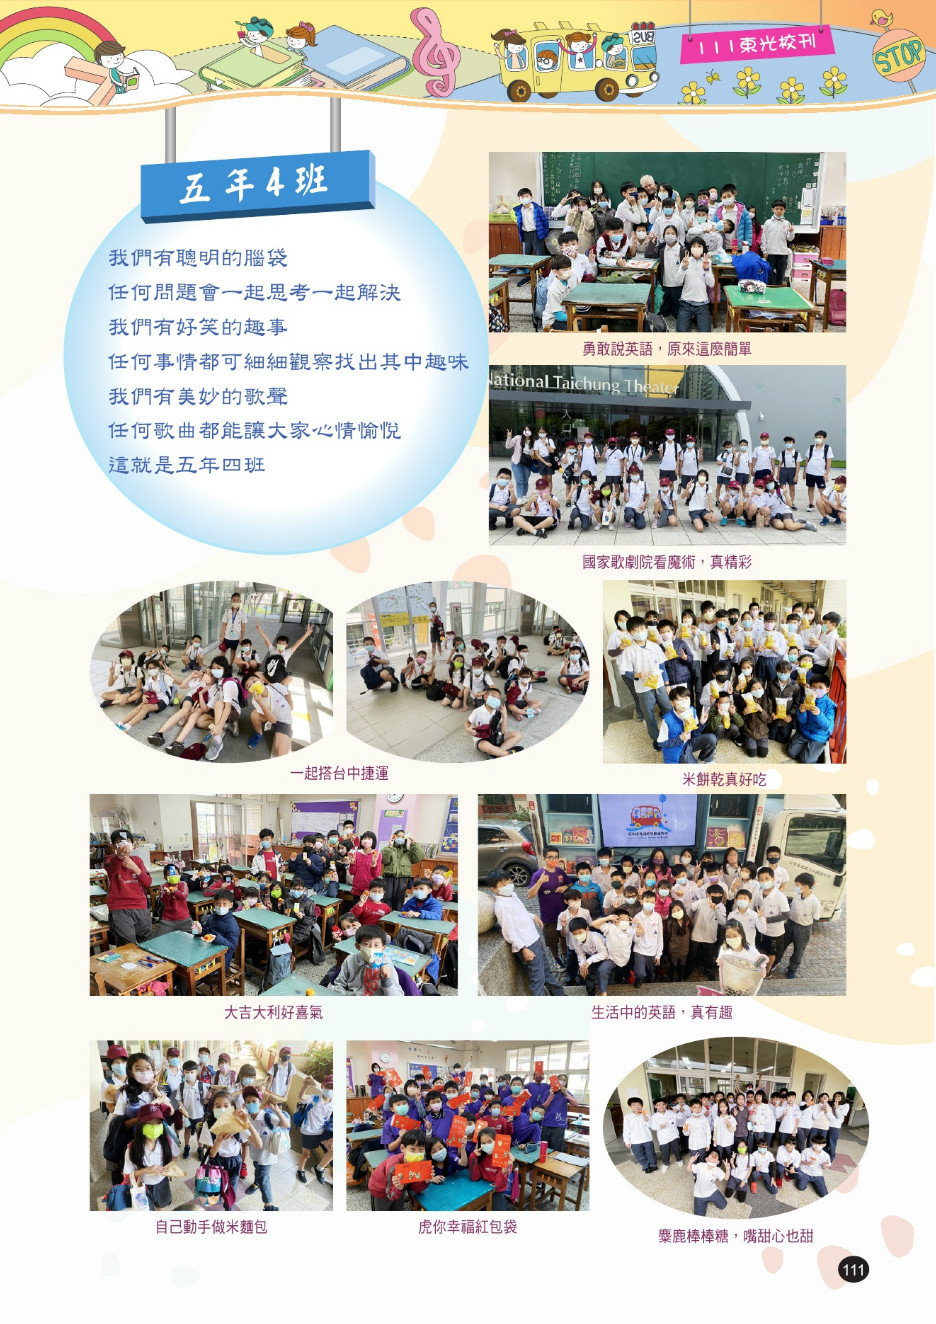 111東光校刊
STOP
BUS
五年4班
我們有聰明的腦袋
任何問題會一起思考一起解決
我們有好笑的趣事
任何事情都可細細觀察找出其中趣味
我們有美妙的歌聲
任何歌曲都能讓大家心情愉悅
這就是五年四班
勇敢說英語，原來這麼簡單
National Taichung Theater
入口
國家歌劇院看魔術，真精彩
一起搭台中捷運
米餅乾真好吃
大吉大利好喜氣
生活中的英語，真有趣
自己動手做米麵包
虎你幸福紅包袋
麋鹿棒棒糖，嘴甜心也甜
111